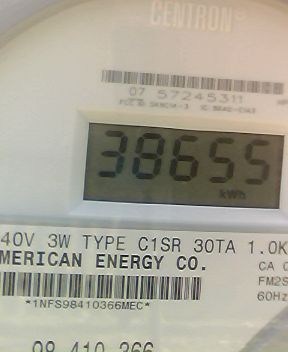 CENTRON®
07 57245311
38655
kWh
40V 3W TYPE C1SR 30TA 1.0K
MERICAN ENERGY CO.
CA 0
FM2S
60Hz
*1NFS98410366MEC*
98 410 366